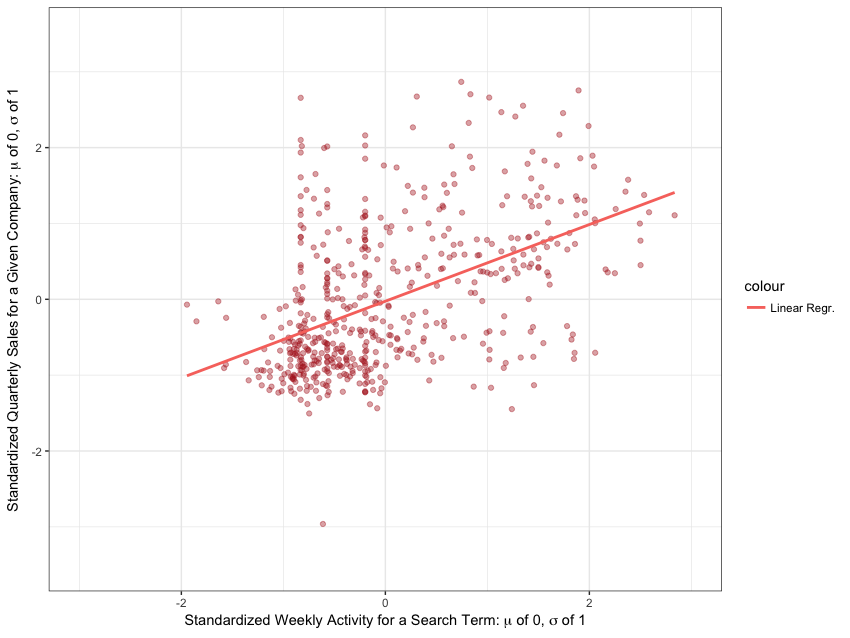 Standardized Quarterly Sales for a Given Company: μ of 0, σ of 1
2
0
-2
-2
0
2
Standardized Weekly Activity for a Search Term: μ of 0, σ of 1
colour
Linear Regr.